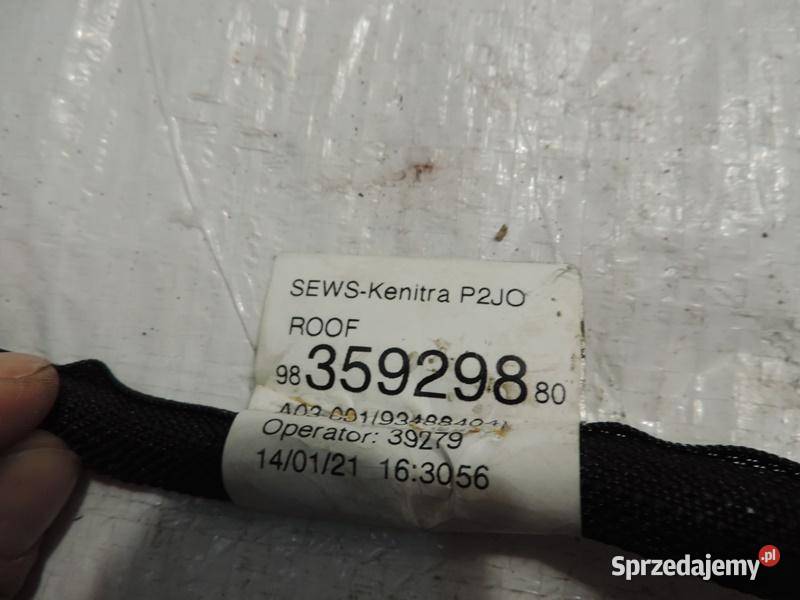 SEWS-Kenitra P2JO
ROOF
98 359298 80
Operator: 39279
14/01/21 16:3056
Sprzedajemy.pl